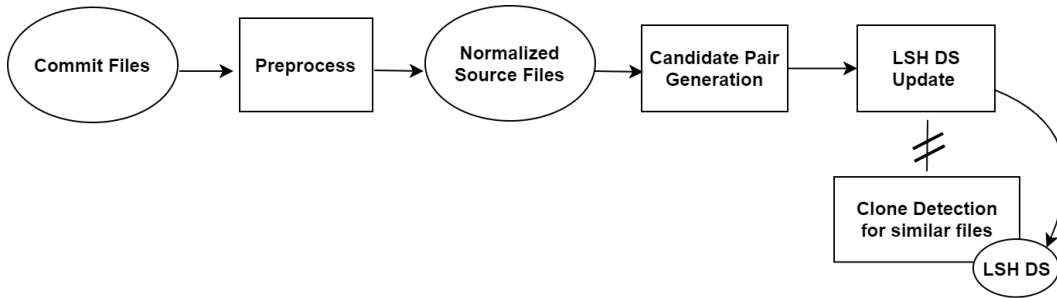 Commit Files
Preprocess
Normalized
Source Files
Candidate Pair
Generation
LSH DS
Update
Clone Detection
for similar files
LSH DS